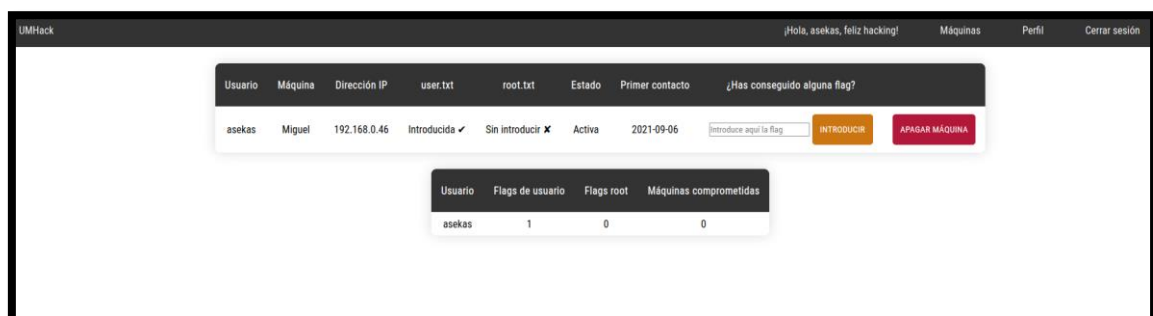 UMHack ¡Hola, asekas, feliz hacking! Máquinas Perfil Cerrar sesión
Usuario Máquina Dirección IP user.txt root.txt Estado Primer contacto ¿Has conseguido alguna flag?
asekas Miguel 192.168.0.46 Introducida ✔ Sin introducir ✘ Activa 2021-09-06 Introduce aquí la flag INTRODUCIR APAGAR MÁQUINA
Usuario Flags de usuario Flags root Máquinas comprometidas
asekas 1 0 0